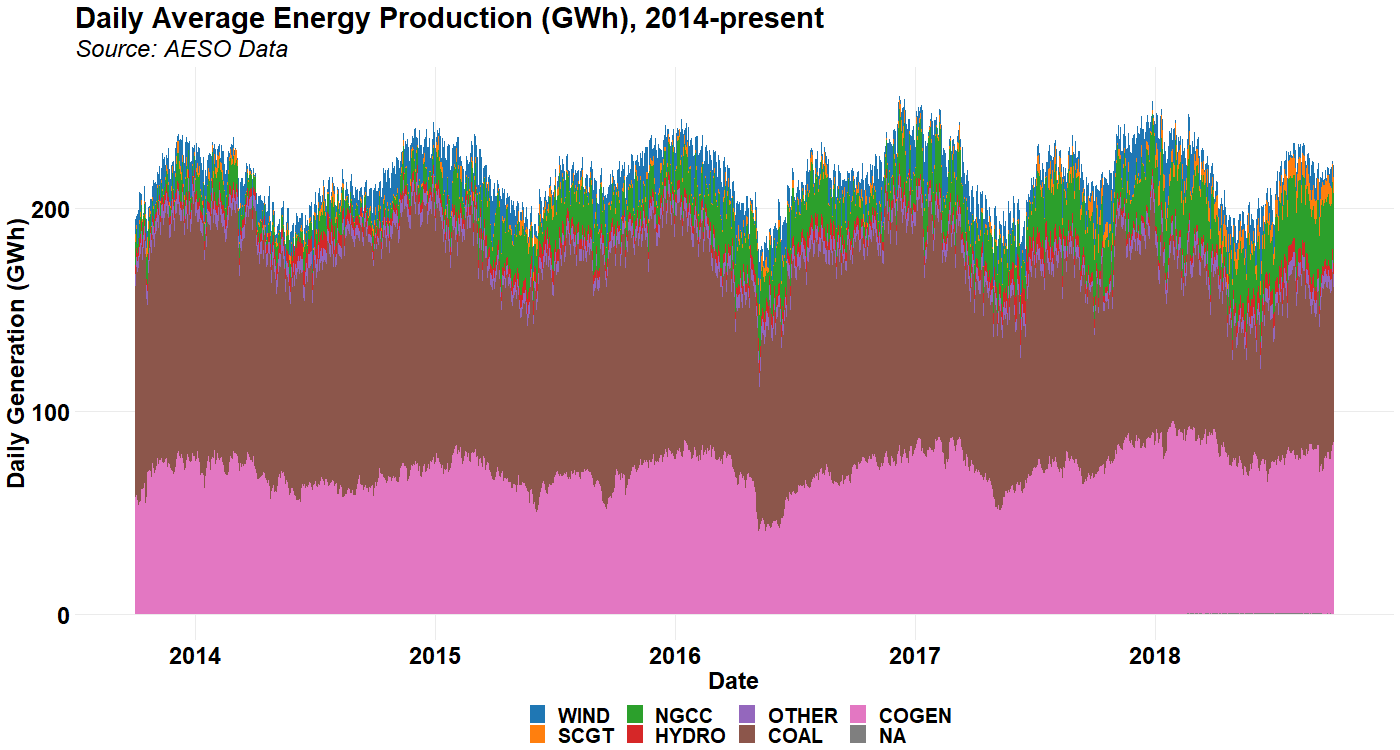 Daily Average Energy Production (GWh), 2014-present
Source: AESO Data
Daily Generation (GWh)
200
100
0
2014 2015 2016 2017 2018
Date
WIND NGCC OTHER COGEN
SCGT HYDRO COAL NA